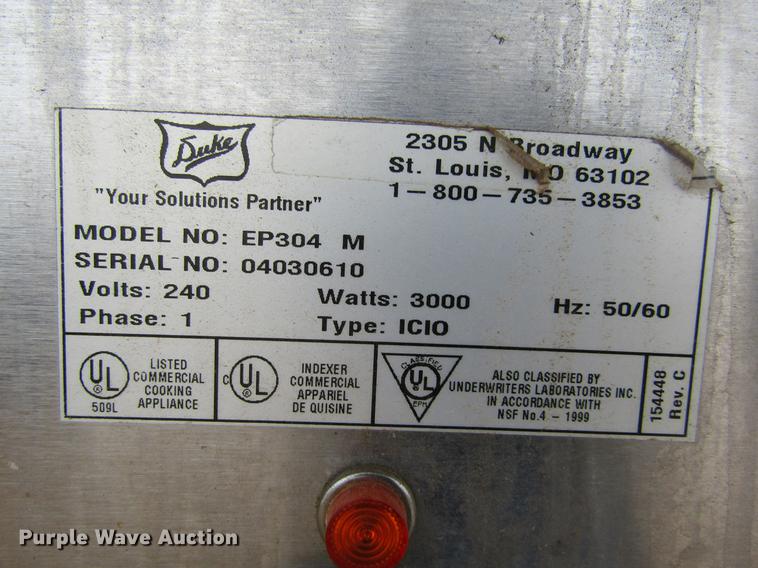 Duke
"Your Solutions Partner"
2305 N Broadway
St. Louis, MO 63102
1-800-735-3853
MODEL NO: EP304 M
SERIAL NO: 04030610
Volts: 240 Watts: 3000 Hz: 50/60
Phase: 1 Type: ICIO
UL
509L
LISTED
COMMERCIAL
COOKING
APPLIANCE
C UL
INDEXER
COMMERCIAL
APPARIEL
DE QUISINE
CLASSIFIED
UL
EPH
ALSO CLASSIFIED BY
UNDERWRITERS LABORATORIES INC.
IN ACCORDANCE WITH
NSF No.4 - 1999
154448
Rev. C
Purple Wave Auction